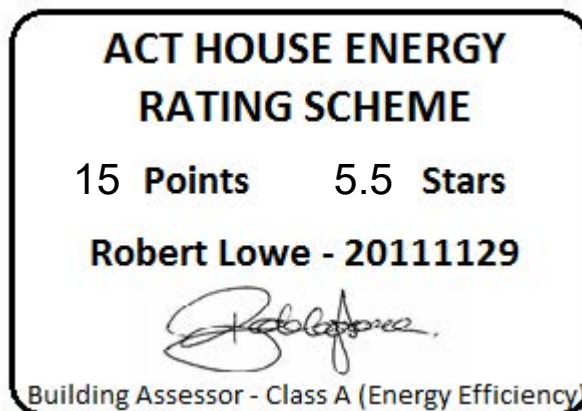 ACT HOUSE ENERGY
RATING SCHEME
15 Points 5.5 Stars
Robert Lowe - 20111129
Building Assessor - Class A (Energy Efficiency)